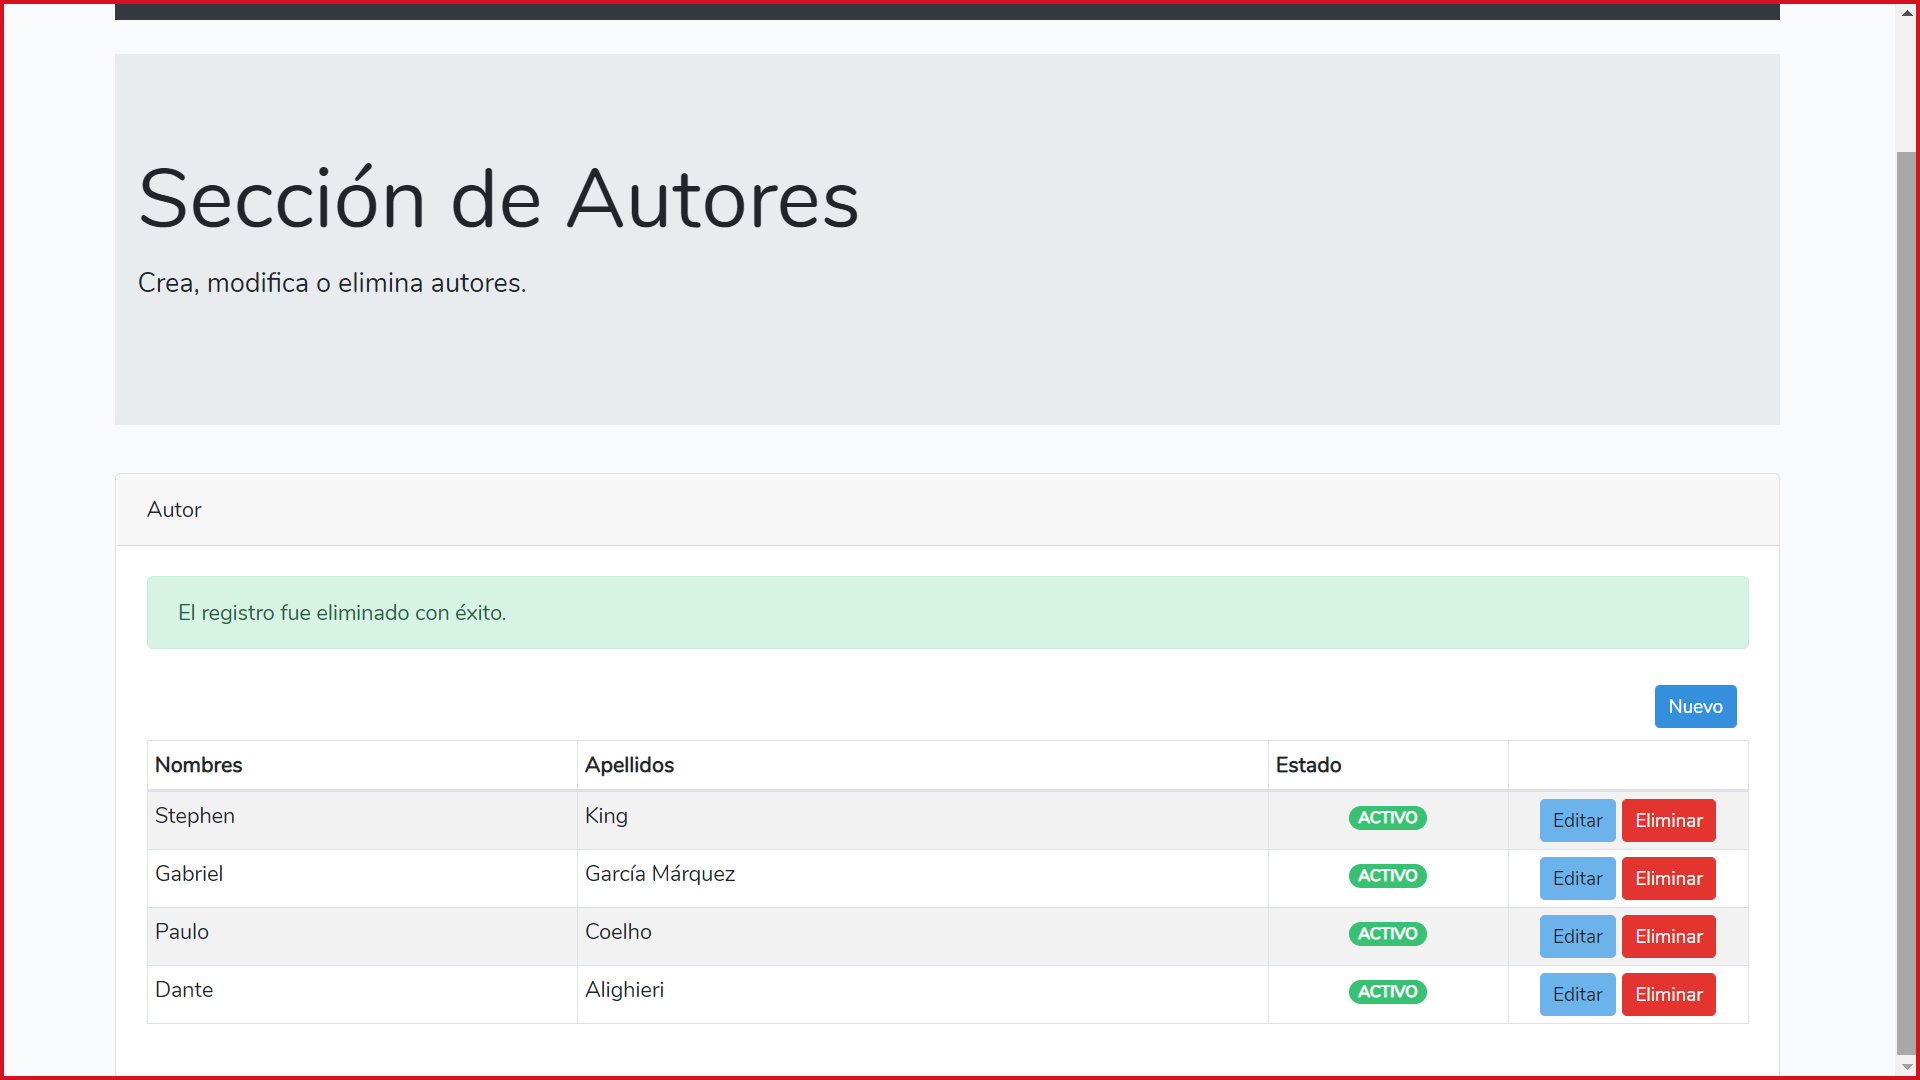 Sección de Autores
Crea, modifica o elimina autores.
Autor
El registro fue eliminado con éxito.
Nuevo
Nombres Apellidos Estado
Stephen King ACTIVO Editar Eliminar
Gabriel García Márquez ACTIVO Editar Eliminar
Paulo Coelho ACTIVO Editar Eliminar
Dante Alighieri ACTIVO Editar Eliminar